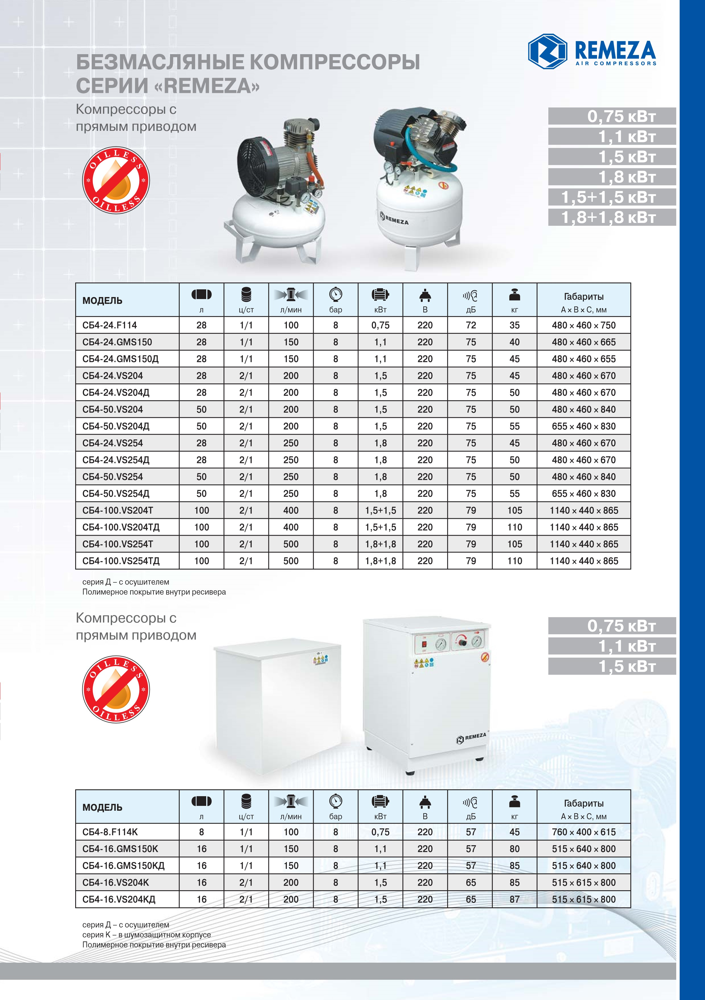 REMEZA
AIR COMPRESSORS
БЕЗМАСЛЯНЫЕ КОМПРЕССОРЫ
СЕРИИ «REMEZA»
Компрессоры с
прямым приводом
OILLESS
OILLESS
REMEZA
0,75 кВт
1,1 кВт
1,5 кВт
1,8 кВт
1,5+1,5 кВт
1,8+1,8 кВт
МОДЕЛЬ л ц/ст л/мин бар кВт В дБ кг Габариты А × В × С, мм
СБ4-24.F114 28 1/1 100 8 0,75 220 72 35 480 × 460 × 750
СБ4-24.GMS150 28 1/1 150 8 1,1 220 75 40 480 × 460 × 665
СБ4-24.GMS150Д 28 1/1 150 8 1,1 220 75 45 480 × 460 × 655
СБ4-24.VS204 28 2/1 200 8 1,5 220 75 45 480 × 460 × 670
СБ4-24.VS204Д 28 2/1 200 8 1,5 220 75 50 480 × 460 × 670
СБ4-50.VS204 50 2/1 200 8 1,5 220 75 50 480 × 460 × 840
СБ4-50.VS204Д 50 2/1 200 8 1,5 220 75 55 655 × 460 × 830
СБ4-24.VS254 28 2/1 250 8 1,8 220 75 45 480 × 460 × 670
СБ4-24.VS254Д 28 2/1 250 8 1,8 220 75 50 480 × 460 × 670
СБ4-50.VS254 50 2/1 250 8 1,8 220 75 50 480 × 460 × 840
СБ4-50.VS254Д 50 2/1 250 8 1,8 220 75 55 655 × 460 × 830
СБ4-100.VS204Т 100 2/1 400 8 1,5+1,5 220 79 105 1140 × 440 × 865
СБ4-100.VS204ТД 100 2/1 400 8 1,5+1,5 220 79 110 1140 × 440 × 865
СБ4-100.VS254Т 100 2/1 500 8 1,8+1,8 220 79 105 1140 × 440 × 865
СБ4-100.VS254ТД 100 2/1 500 8 1,8+1,8 220 79 110 1140 × 440 × 865
серия Д – с осушителем
Полимерное покрытие внутри ресивера
Компрессоры с
прямым приводом
OILLESS
OILLESS
REMEZA
0,75 кВт
1,1 кВт
1,5 кВт
МОДЕЛЬ л ц/ст л/мин бар кВт В дБ кг Габариты А × В × С, мм
СБ4-8.F114К 8 1/1 100 8 0,75 220 57 45 760 × 400 × 615
СБ4-16.GMS150К 16 1/1 150 8 1,1 220 57 80 515 × 640 × 800
СБ4-16.GMS150КД 16 1/1 150 8 1,1 220 57 85 515 × 640 × 800
СБ4-16.VS204К 16 2/1 200 8 1,5 220 65 85 515 × 615 × 800
СБ4-16.VS204КД 16 2/1 200 8 1,5 220 65 87 515 × 615 × 800
серия Д – с осушителем
серия К – в шумозащитном корпусе
Полимерное покрытие внутри ресивера